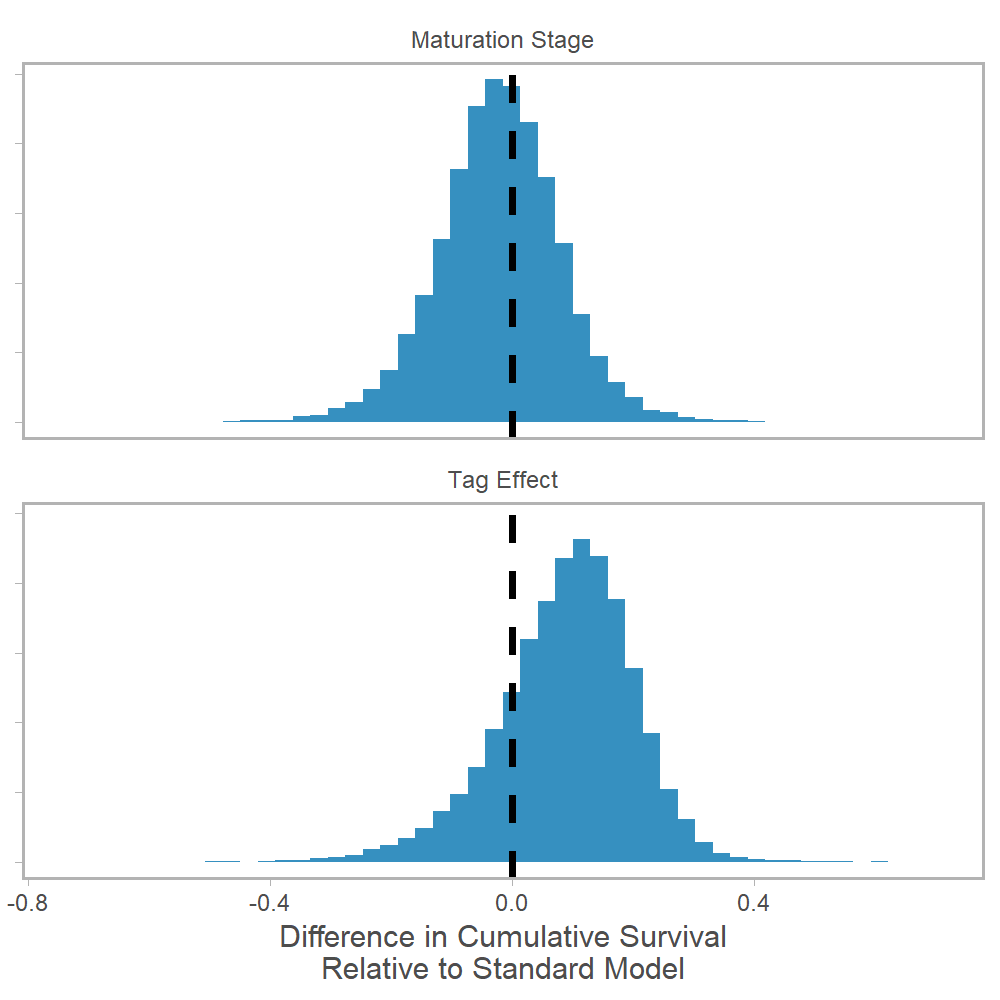 Maturation Stage
Tag Effect
-0.8 -0.4 0.0 0.4
Difference in Cumulative Survival
Relative to Standard Model